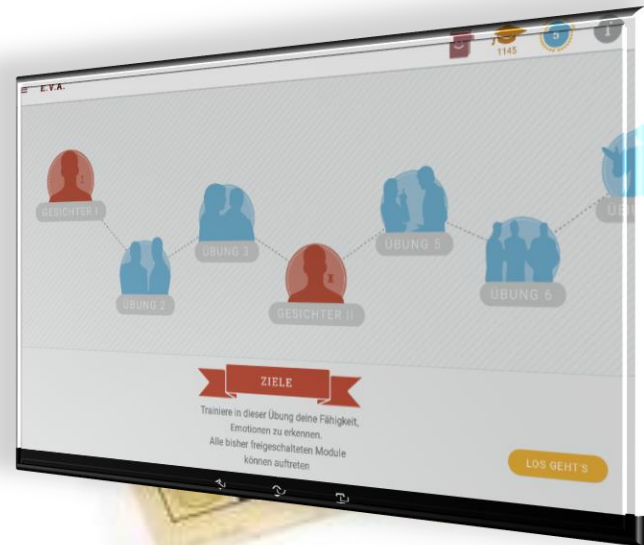 E.V.A.
1145
5
i
GESICHTER I
ÜBUNG 2
ÜBUNG 3
GESICHTER II
ÜBUNG 5
ÜBUNG 6
ZIELE
Trainiere in dieser Übung deine Fähigkeit,
Emotionen zu erkennen.
Alle bisher freigeschalteten Module
können auftreten
LOS GEHT'S